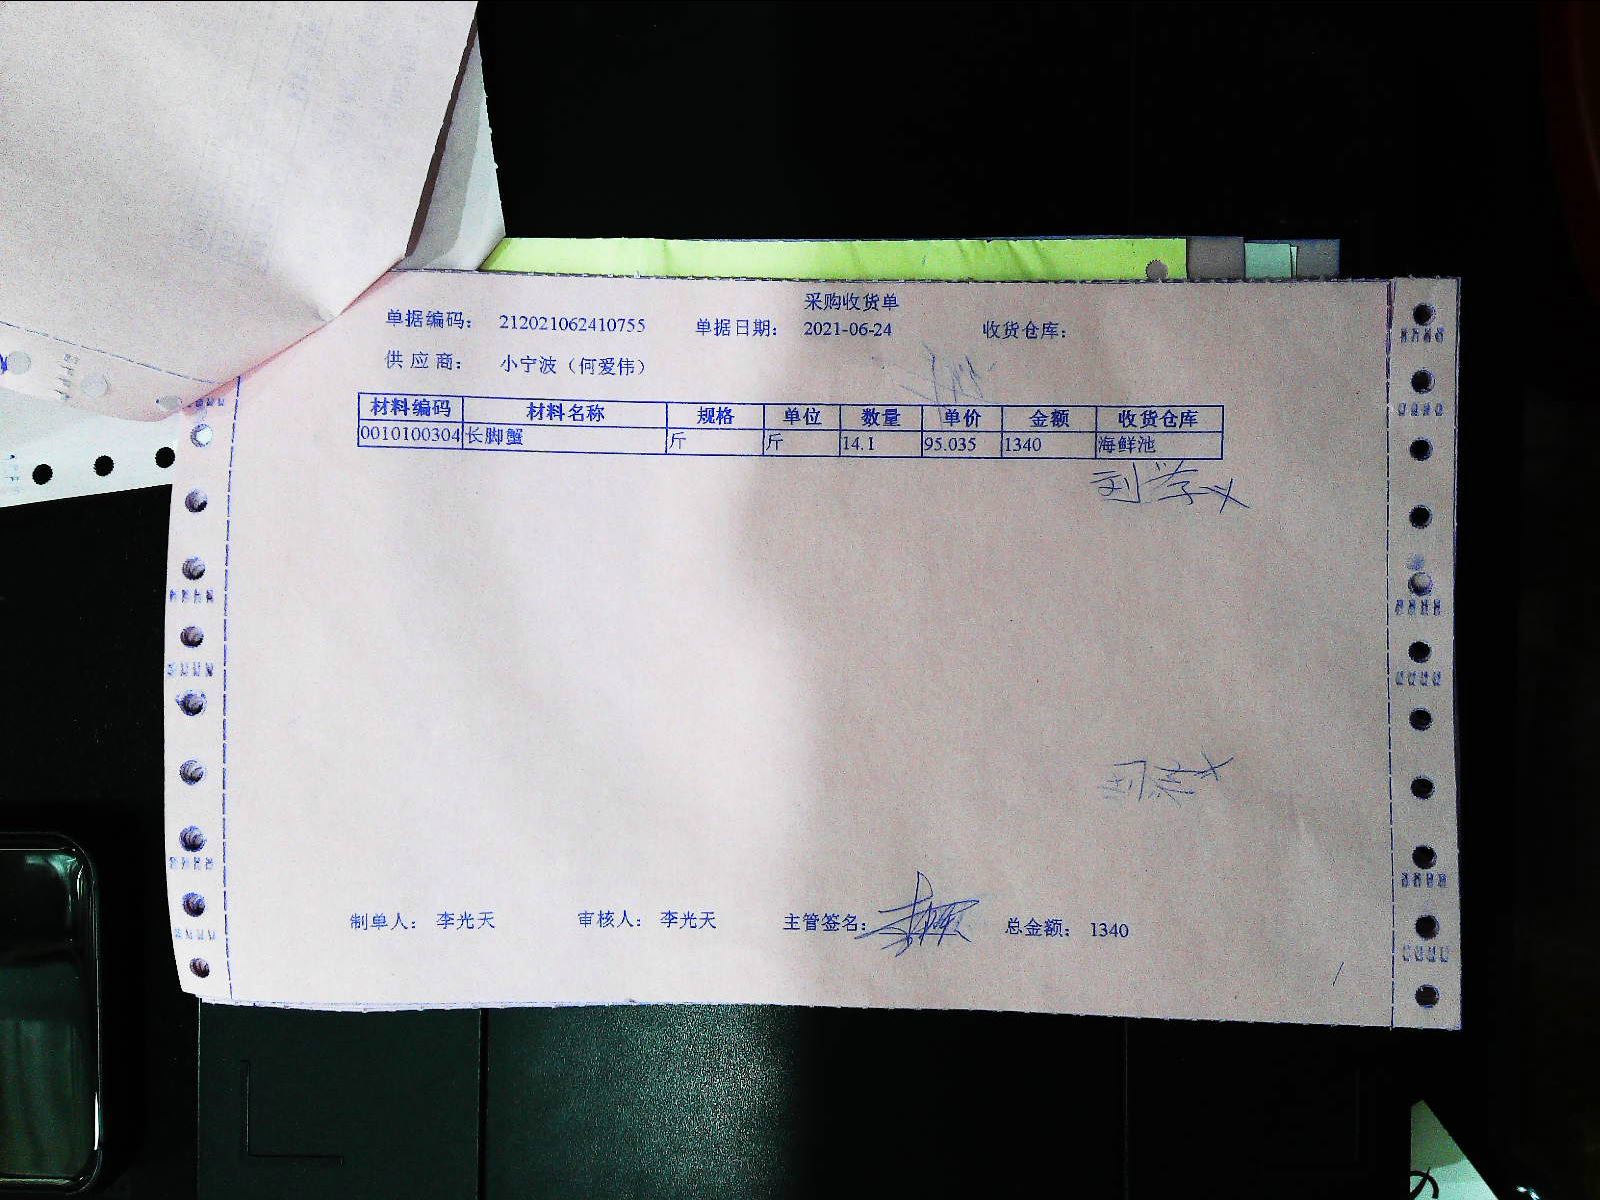 采购收货单
单据编码： 212021062410755 单据日期： 2021-06-24 收货仓库：
供应商： 小宁波（何爱伟）
材料编码 材料名称 规格 单位 数量 单价 金额 收货仓库
0010100304 长脚蟹 斤 斤 14.1 95.035 1340 海鲜池
刘学义
制单人： 李光天 审核人： 李光天 主管签名： 总金额： 1340